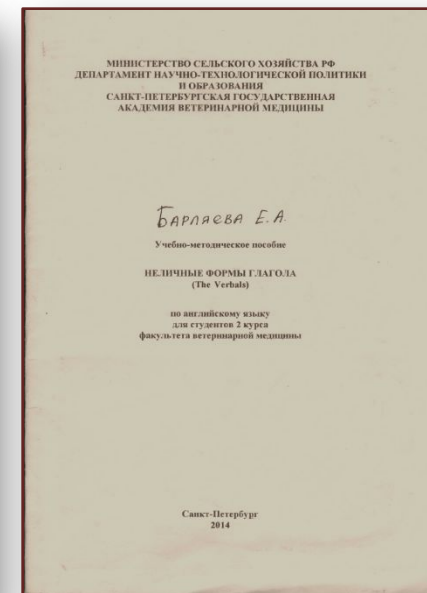 МИНИСТЕРСТВО СЕЛЬСКОГО ХОЗЯЙСТВА РФ
ДЕПАРТАМЕНТ НАУЧНО-ТЕХНОЛОГИЧЕСКОЙ ПОЛИТИКИ
И ОБРАЗОВАНИЯ
САНКТ-ПЕТЕРБУРГСКАЯ ГОСУДАРСТВЕННАЯ
АКАДЕМИЯ ВЕТЕРИНАРНОЙ МЕДИЦИНЫ
БАРЛЯЕВА Е.А.
Учебно-методическое пособие
НЕЛИЧНЫЕ ФОРМЫ ГЛАГОЛА
(The Verbals)
по английскому языку
для студентов 2 курса
факультета ветеринарной медицины
Санкт-Петербург
2014